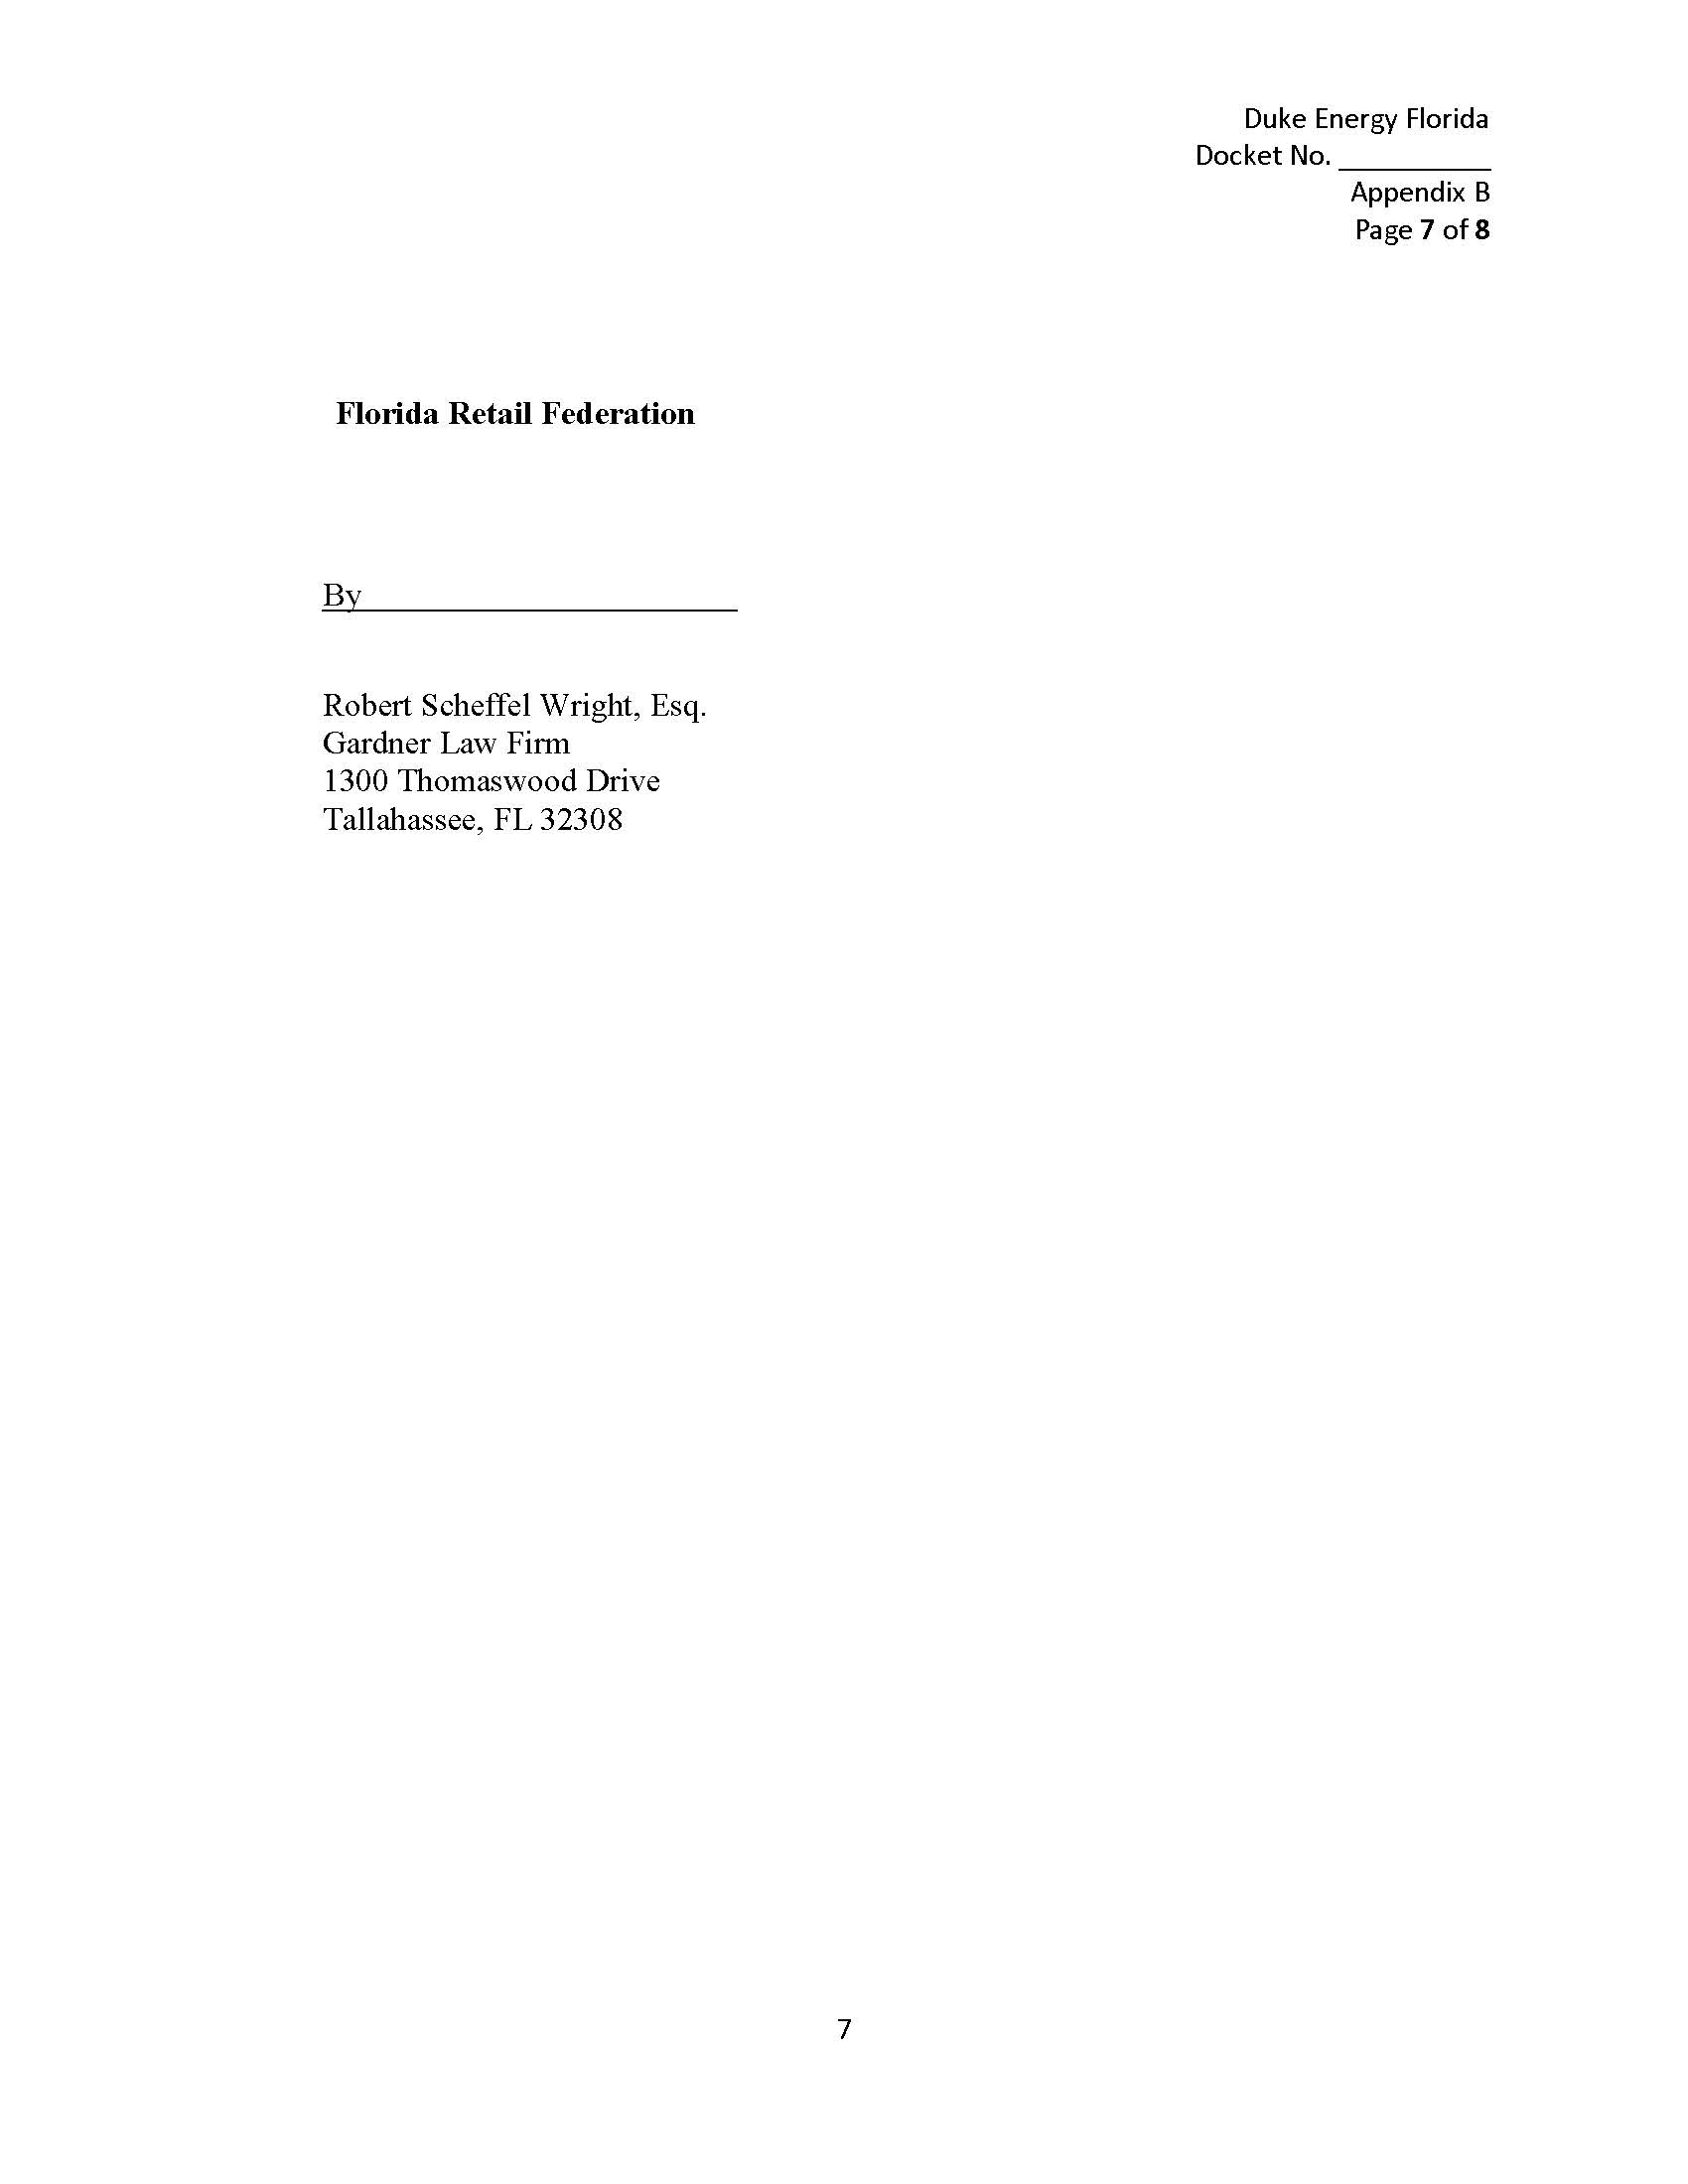 Duke Energy Florida
Docket No. __________
Appendix B
Page 7 of 8
Florida Retail Federation
By
Robert Scheffel Wright, Esq.
Gardner Law Firm
1300 Thomaswood Drive
Tallahassee, FL 32308
7